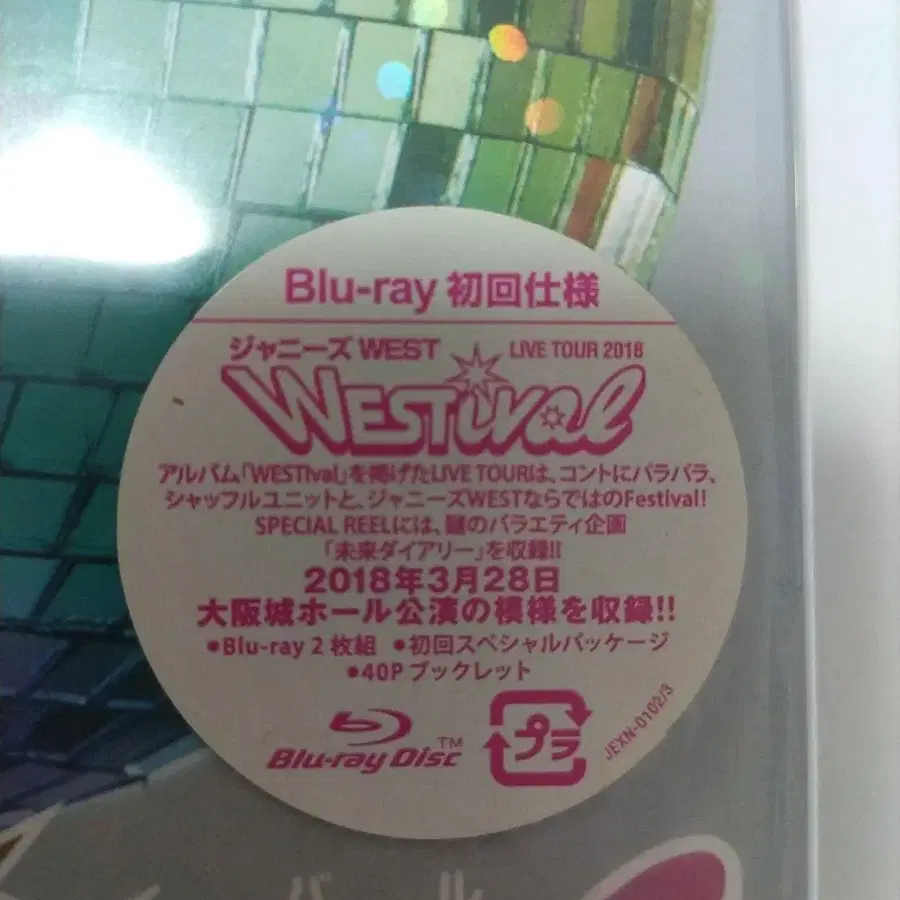 Blu-ray 初回仕様
ジャニーズ WEST LIVE TOUR 2018
WESTival
アルバム「WESTival」を掲げたLIVE TOURは、コントにパラパラ、
シャッフルユニットと、ジャニーズWESTならではのFestival!
SPECIAL REELには、謎のバラエティ企画
「未来ダイアリー」を収録!!
2018年3月28日
大阪城ホール公演の模様を収録!!
•Blu-ray 2 枚組 •初回スペシャルパッケージ
•40P ブックレット
Blu-ray Disc™
プラ
JEXN-0102/3